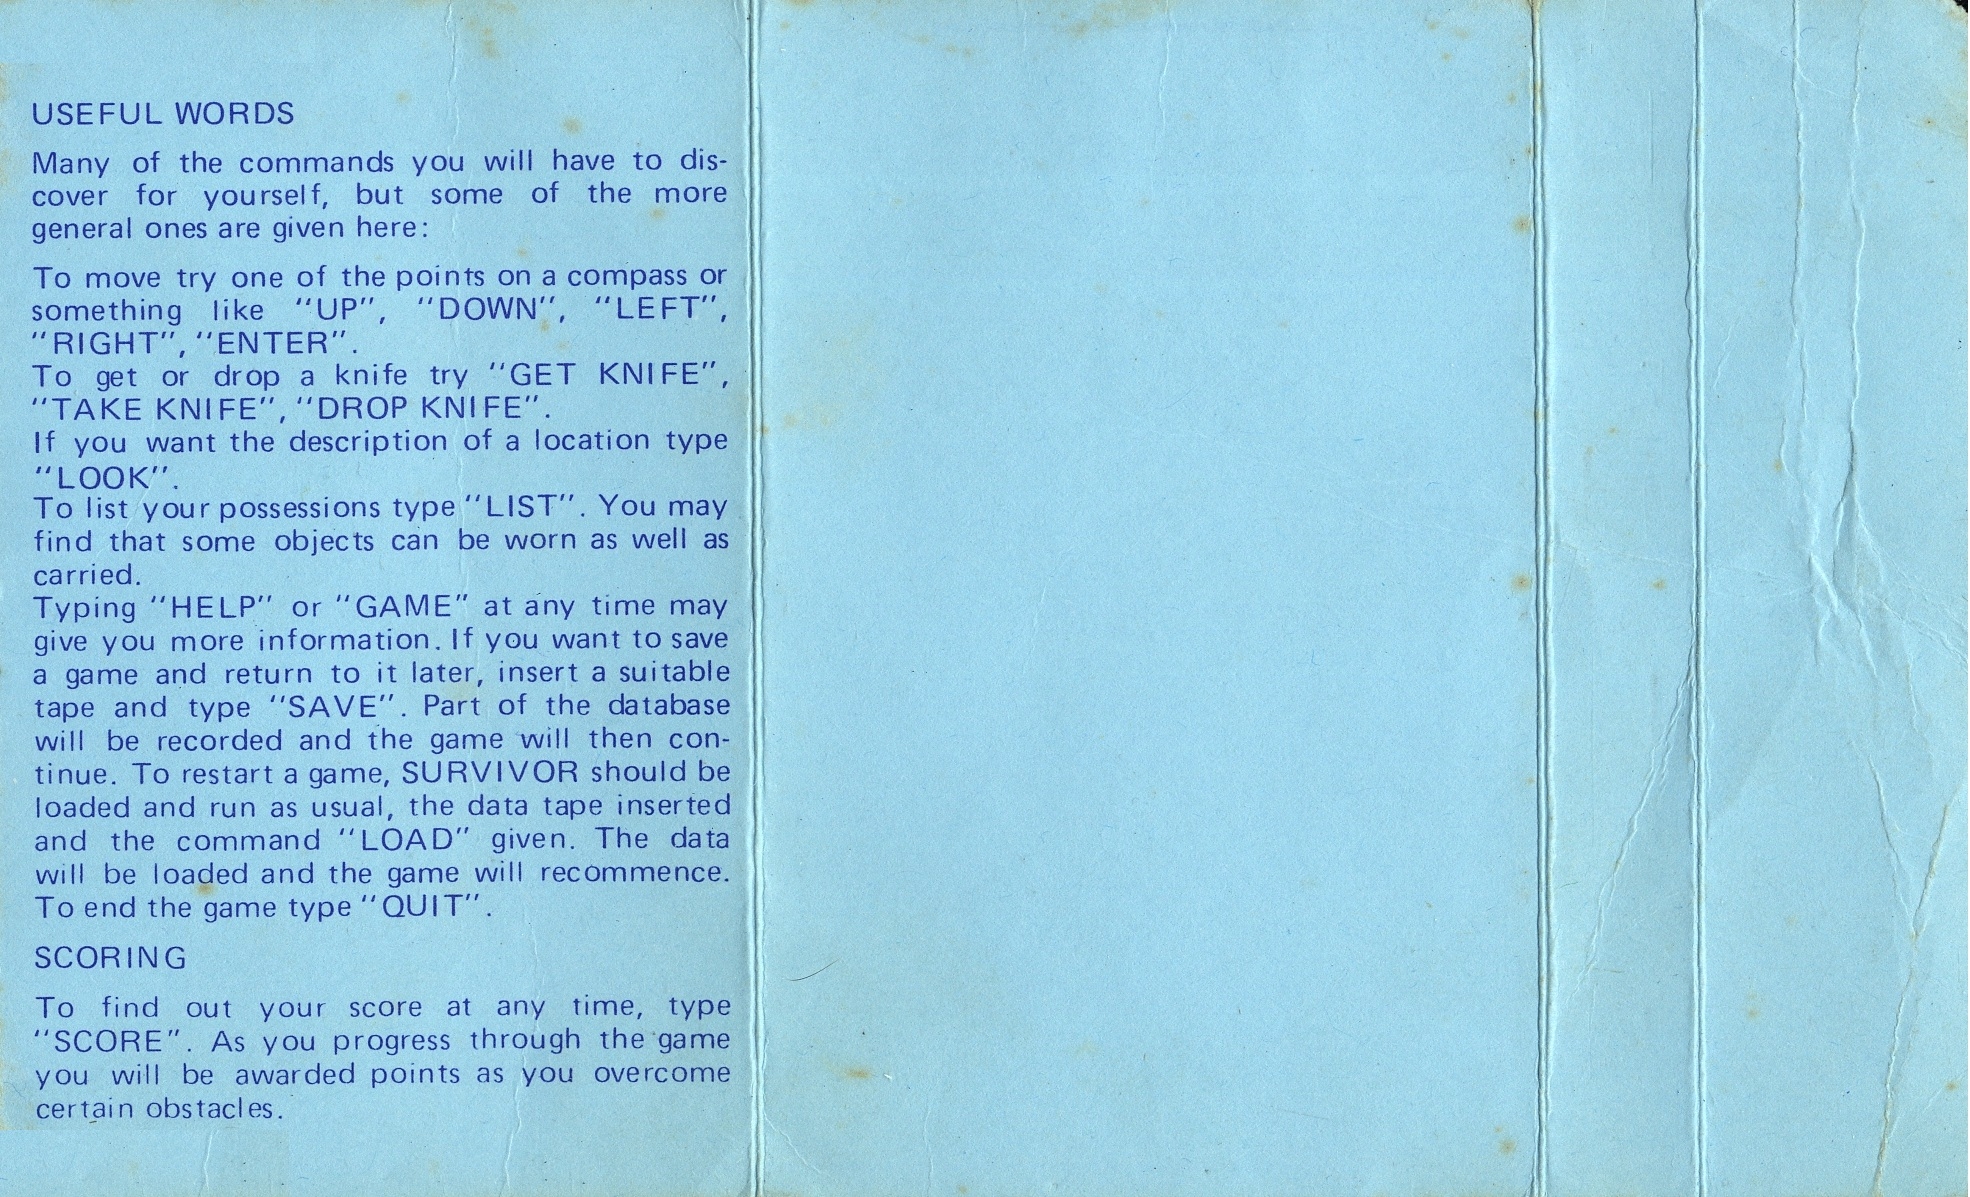 USEFUL WORDS
Many of the commands you will have to dis-
cover for yourself, but some of the more
general ones are given here:
To move try one of the points on a compass or
something like "UP", "DOWN", "LEFT",
"RIGHT", "ENTER".
To get or drop a knife try "GET KNIFE",
"TAKE KNIFE", "DROP KNIFE".
If you want the description of a location type
"LOOK".
To list your possessions type "LIST". You may
find that some objects can be worn as well as
carried.
Typing "HELP" or "GAME" at any time may
give you more information. If you want to save
a game and return to it later, insert a suitable
tape and type "SAVE". Part of the database
will be recorded and the game will then con-
tinue. To restart a game, SURVIVOR should be
loaded and run as usual, the data tape inserted
and the command "LOAD" given. The data
will be loaded and the game will recommence.
To end the game type "QUIT".
SCORING
To find out your score at any time, type
"SCORE". As you progress through the game
you will be awarded points as you overcome
certain obstacles.